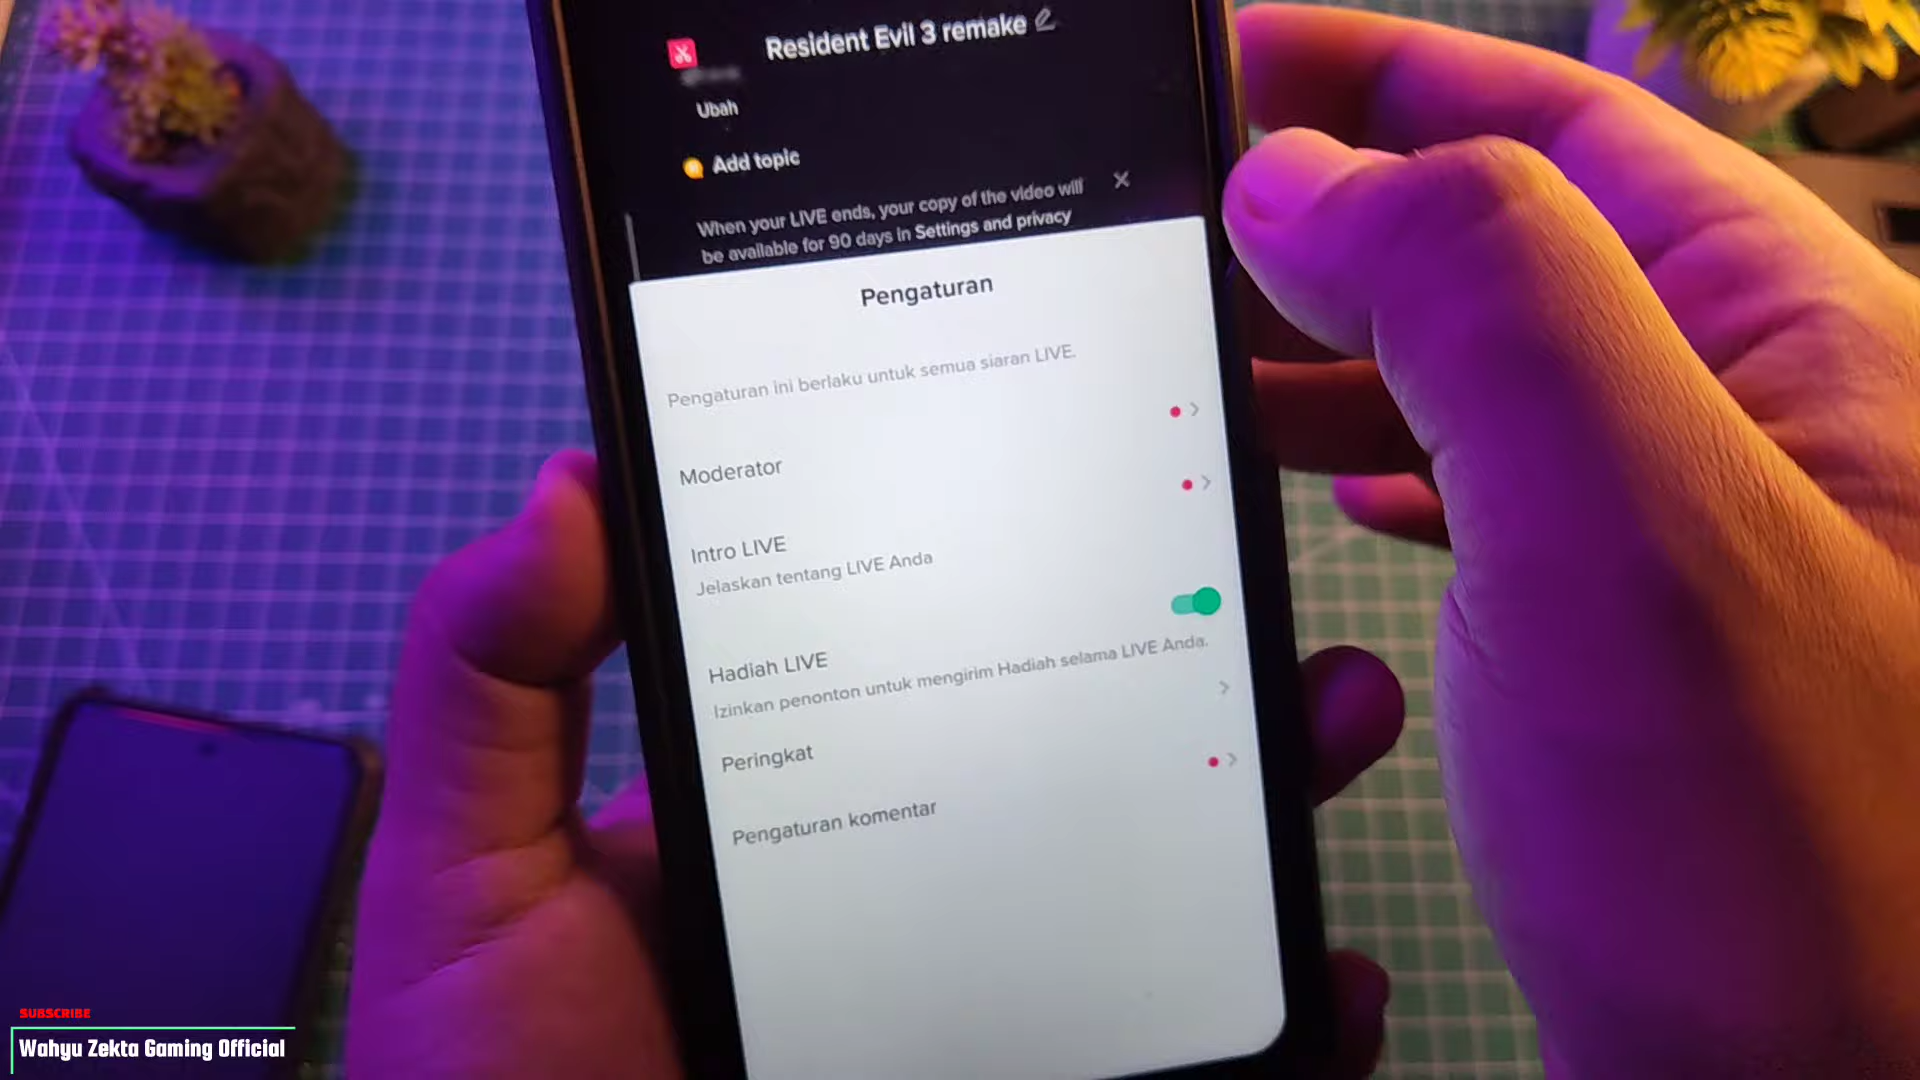 Resident Evil 3 remake
Ubah
Add topic
When your LIVE ends, your copy of the video will
be available for 90 days in Settings and privacy
Pengaturan
Pengaturan ini berlaku untuk semua siaran LIVE.
Moderator
Intro LIVE
Jelaskan tentang LIVE Anda
Hadiah LIVE
Izinkan penonton untuk mengirim Hadiah selama LIVE Anda.
Peringkat
Pengaturan komentar
SUBSCRIBE
Wahyu Zekta Gaming Official